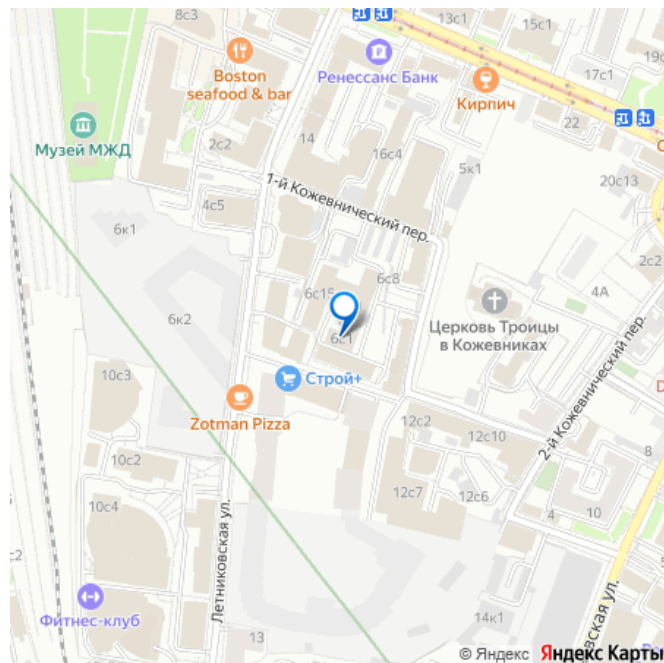 8с3
13с1
15с1
Boston
seafood & bar
Ренессанс Банк
17с1
Кирпич
22
Музей МЖД
14
2с2
16с4
5к1
20с13
1-й Кожевнический пер.
4с5
6к1
2с2
6с8
4А
6с15
Церковь Троицы
в Кожевниках
6к2
6с1
2-й Кожевнический пер.
Строй+
10с3
Zotman Pizza
12с2
12с10
8
10с2
12с7
12с6
10с4
4
10
Летниковская ул.
Фитнес-клуб
14к1
13
© Яндекс Яндекс Карты